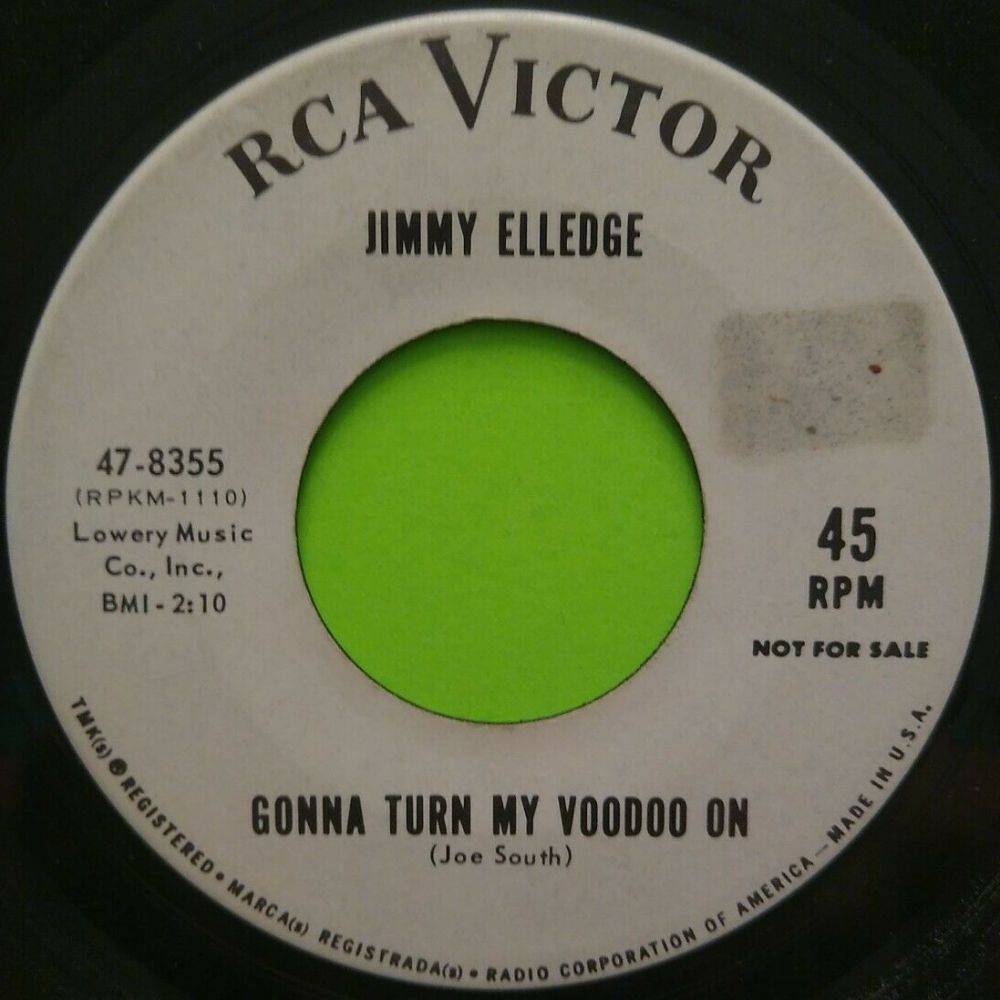 RCA VICTOR
JIMMY ELLEDGE
47-8355
(RPKM-1110)
Lowery Music
Co., Inc.,
BMI - 2:10
45
RPM
NOT FOR SALE
GONNA TURN MY VOODOO ON
(Joe South)
TMK(s) ® REGISTERED • MARCA(s) REGISTRADA(s) • RADIO CORPORATION OF AMERICA — MADE IN U.S.A.